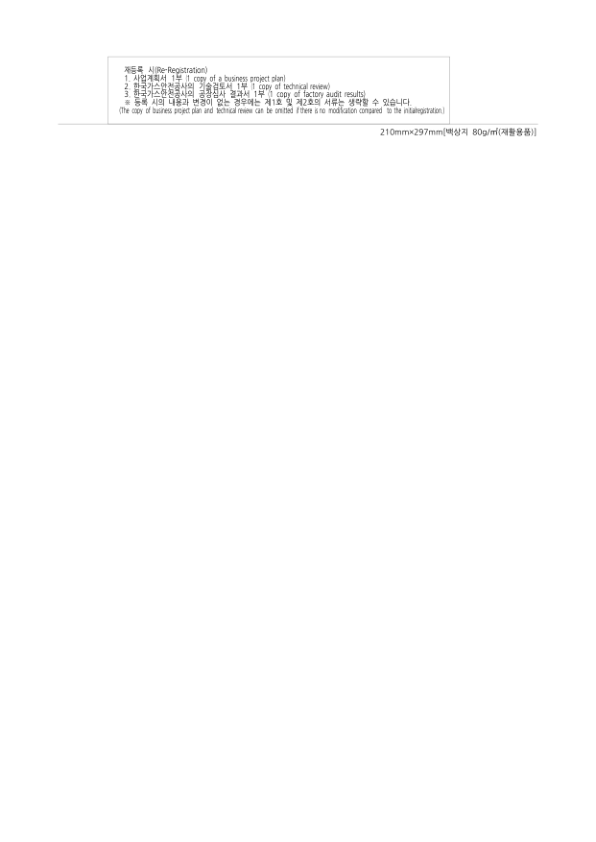 재등록 시(Re-Registration)
1. 사업계획서 1부 (1 copy of a business project plan)
2. 한국가스안전공사의 기술검토서 1부 (1 copy of technical review)
3. 한국가스안전공사의 공장심사 결과서 1부 (1 copy of factory audit results)
※ 등록 시의 내용과 변경이 없는 경우에는 제1호 및 제2호의 서류는 생략할 수 있습니다.
(The copy of business project plan and technical review can be omitted if there is no modification compared to the initial registration.)
210mm×297mm[백상지 80g/㎡(재활용품)]